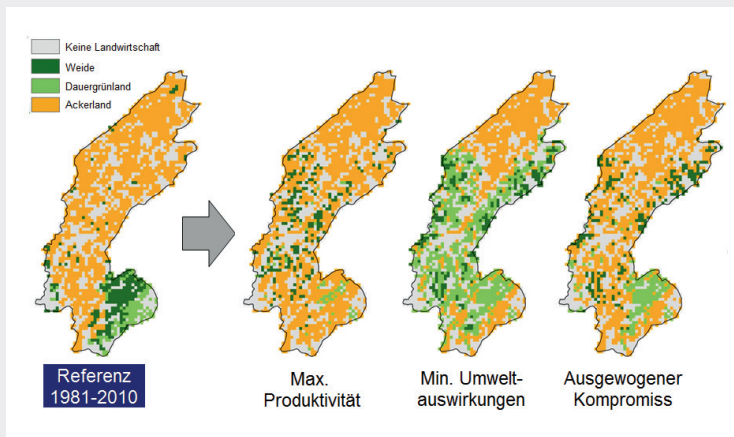 Keine Landwirtschaft
Weide
Dauergrünland
Ackerland
Referenz
1981-2010
Max.
Produktivität
Min. Umwelt-
auswirkungen
Ausgewogener
Kompromiss